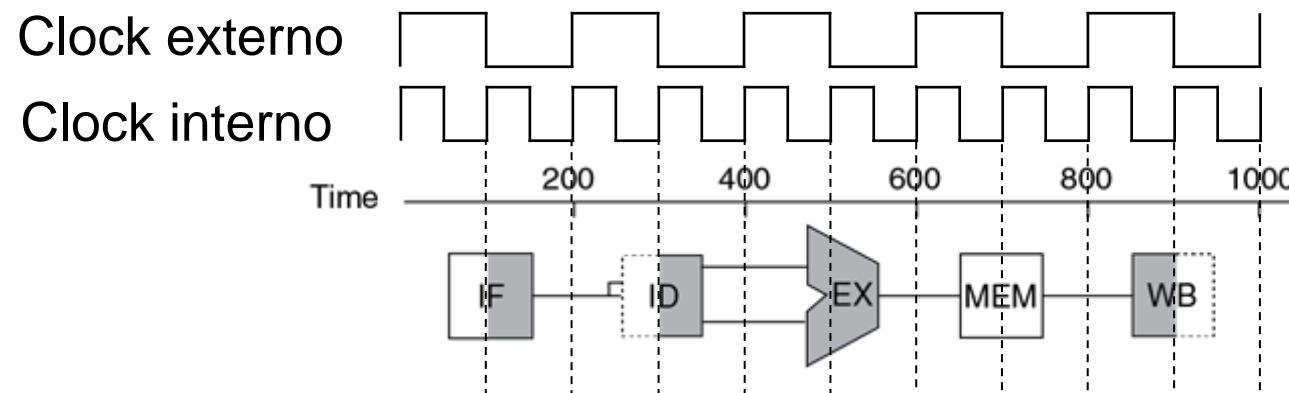 Clock externo
Clock interno
Time 200 400 600 800 1000
IF ID EX MEM WB